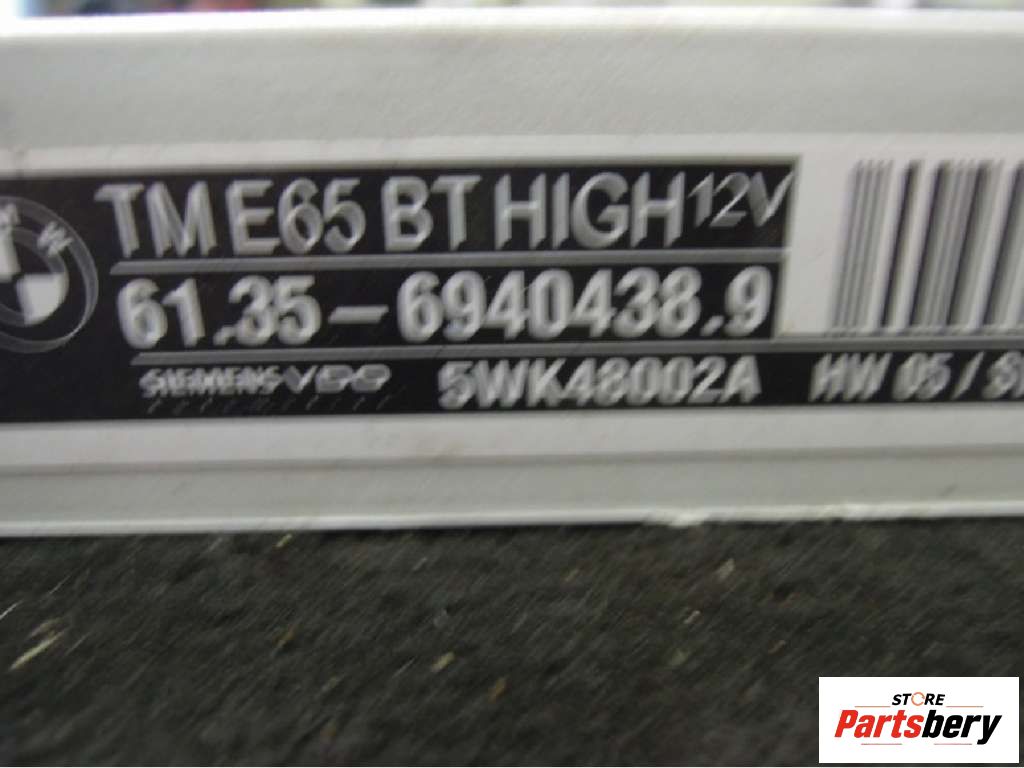 TM E65 BT HIGH 12V
61.35-6940438.9
SIEMENS VDO 5WK48002A HW 05 /
STORE
Partsbery